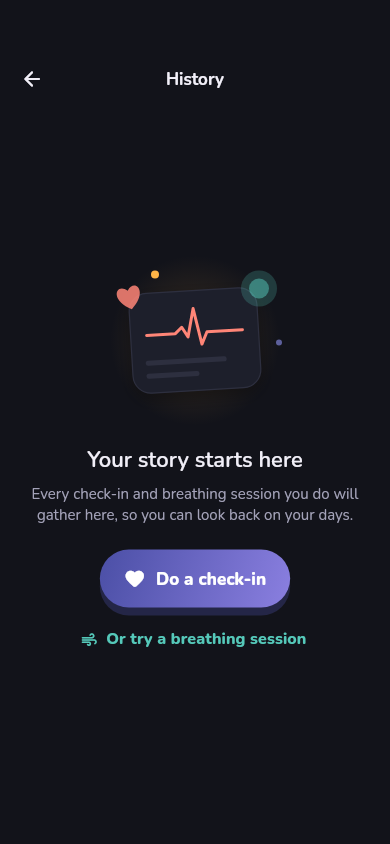 History
Your story starts here
Every check-in and breathing session you do will
gather here, so you can look back on your days.
Do a check-in
Or try a breathing session